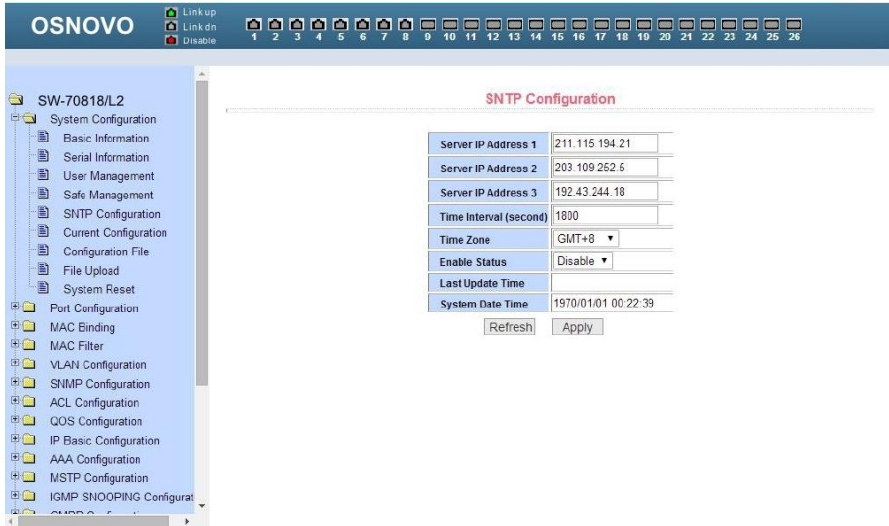 OSNOVO
Link up
Link dn
Disable
1 2 3 4 5 6 7 8 9 10 11 12 13 14 15 16 17 18 19 20 21 22 23 24 25 26
SW-70818/L2
System Configuration
Basic Information
Serial Information
User Management
Safe Management
SNTP Configuration
Current Configuration
Configuration File
File Upload
System Reset
Port Configuration
MAC Binding
MAC Filter
VLAN Configuration
SNMP Configuration
ACL Configuration
QOS Configuration
IP Basic Configuration
AAA Configuration
MSTP Configuration
IGMP SNOOPING Configurat
SNTP Configuration
Server IP Address 1 211.115.194.21
Server IP Address 2 203.109.252.5
Server IP Address 3 192.43.244.18
Time Interval (second) 1800
Time Zone GMT+8
Enable Status Disable
Last Update Time
System Date Time 1970/01/01 00:22:39
Refresh Apply